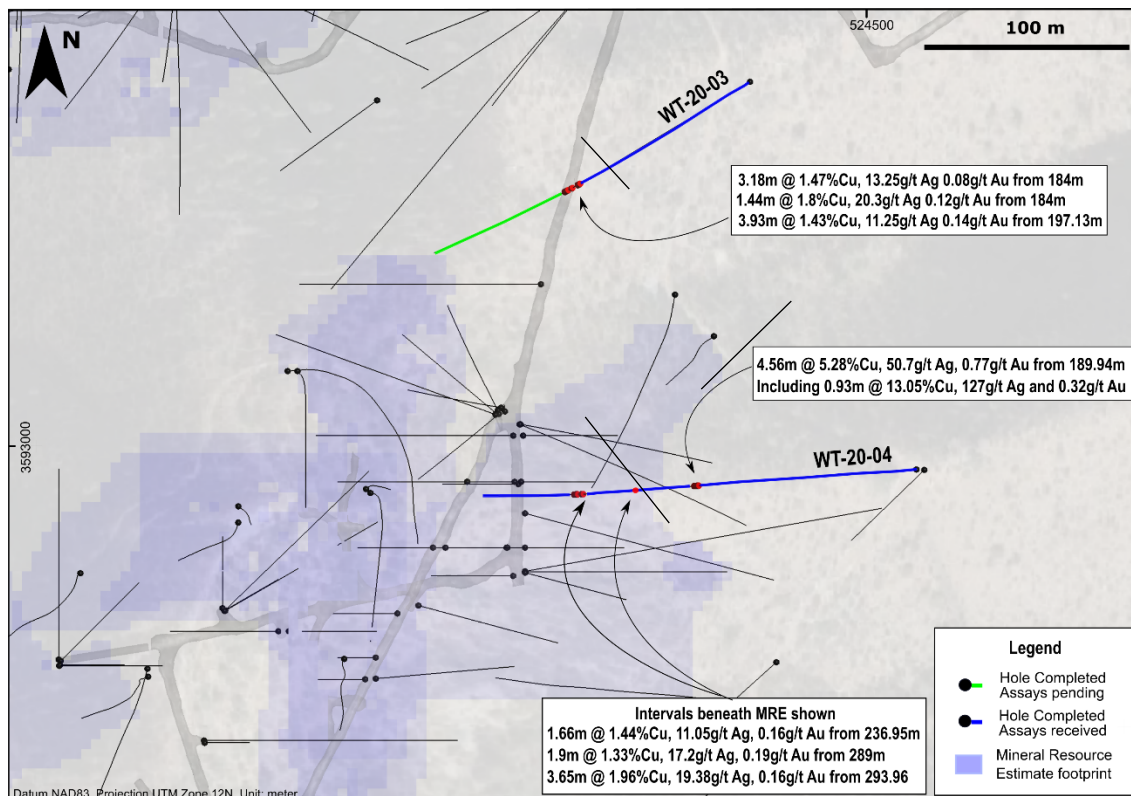 524500
N
100 m
WT-20-03
3.18m @ 1.47%Cu, 13.25g/t Ag 0.08g/t Au from 184m
1.44m @ 1.8%Cu, 20.3g/t Ag 0.12g/t Au from 184m
3.93m @ 1.43%Cu, 11.25g/t Ag 0.14g/t Au from 197.13m
4.56m @ 5.28%Cu, 50.7g/t Ag, 0.77g/t Au from 189.94m
Including 0.93m @ 13.05%Cu, 127g/t Ag and 0.32g/t Au
3593000
WT-20-04
Legend
Hole Completed
Assays pending
Hole Completed
Assays received
Mineral Resource
Estimate footprint
Intervals beneath MRE shown
1.66m @ 1.44%Cu, 11.05g/t Ag, 0.16g/t Au from 236.95m
1.9m @ 1.33%Cu, 17.2g/t Ag, 0.19g/t Au from 289m
3.65m @ 1.96%Cu, 19.38g/t Ag, 0.16g/t Au from 293.96
Datum NAD83, Projection UTM Zone 12N, Unit: meter